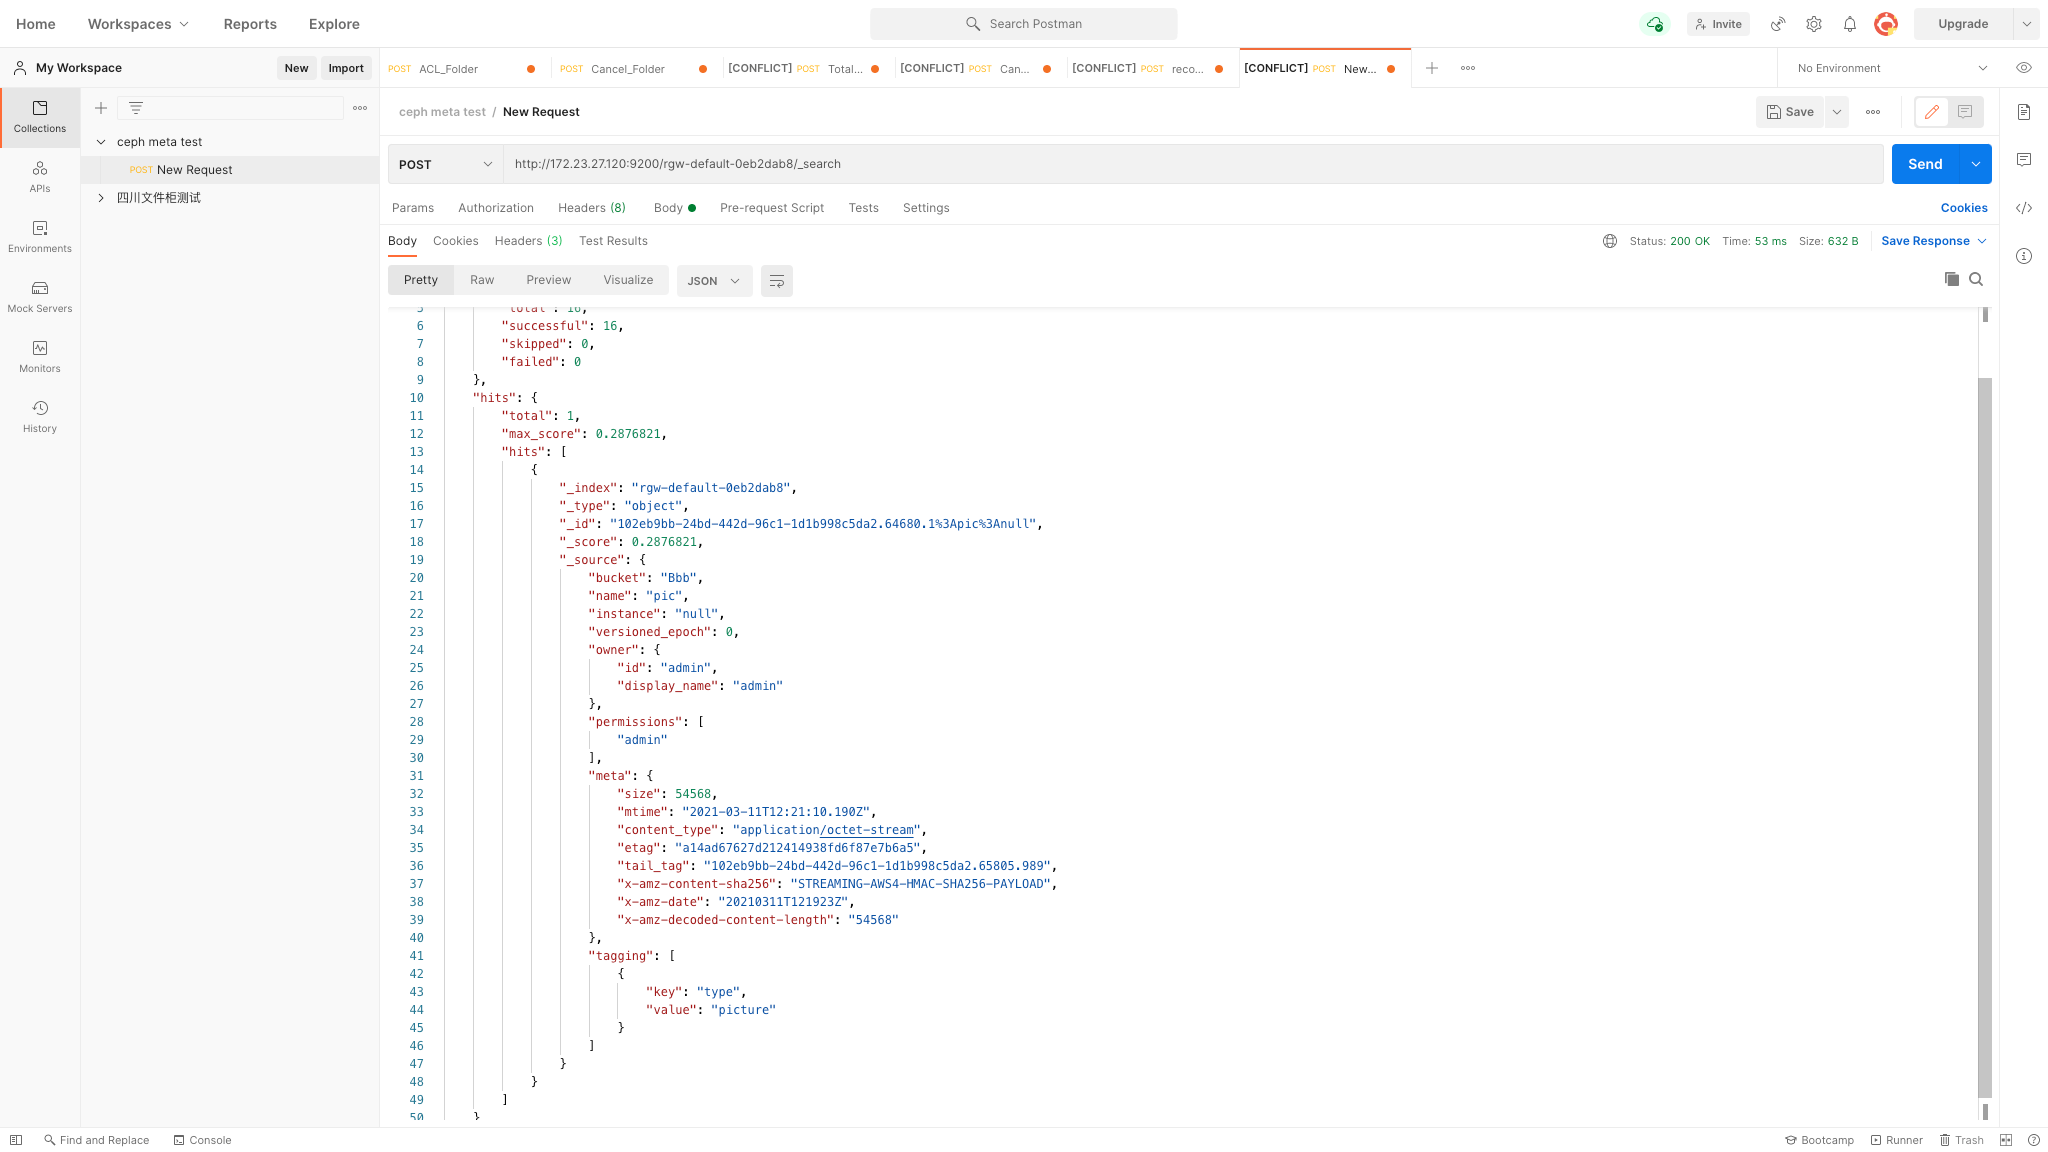 Home Workspaces Reports Explore Search Postman Invite Upgrade
My Workspace New Import POST ACL_Folder POST Cancel_Folder [CONFLICT] POST Total... [CONFLICT] POST Can... [CONFLICT] POST reco... [CONFLICT] POST New... No Environment
Collections
APIs
Environments
Mock Servers
Monitors
History
ceph meta test
POST New Request
四川文件柜测试
ceph meta test / New Request Save
POST http://172.23.27.120:9200/rgw-default-0eb2dab8/_search Send
Params Authorization Headers (8) Body Pre-request Script Tests Settings Cookies
Body Cookies Headers (3) Test Results Status: 200 OK Time: 53 ms Size: 632 B Save Response
Pretty Raw Preview Visualize JSON
5 "total": 16,
6 "successful": 16,
7 "skipped": 0,
8 "failed": 0
9 },
10 "hits": {
11 "total": 1,
12 "max_score": 0.2876821,
13 "hits": [
14 {
15 "_index": "rgw-default-0eb2dab8",
16 "_type": "object",
17 "_id": "102eb9bb-24bd-442d-96c1-1d1b998c5da2.64680.1%3Apic%3Anull",
18 "_score": 0.2876821,
19 "_source": {
20 "bucket": "Bbb",
21 "name": "pic",
22 "instance": "null",
23 "versioned_epoch": 0,
24 "owner": {
25 "id": "admin",
26 "display_name": "admin"
27 },
28 "permissions": [
29 "admin"
30 ],
31 "meta": {
32 "size": 54568,
33 "mtime": "2021-03-11T12:21:10.190Z",
34 "content_type": "application/octet-stream",
35 "etag": "a14ad67627d212414938fd6f87e7b6a5",
36 "tail_tag": "102eb9bb-24bd-442d-96c1-1d1b998c5da2.65805.989",
37 "x-amz-content-sha256": "STREAMING-AWS4-HMAC-SHA256-PAYLOAD",
38 "x-amz-date": "20210311T121923Z",
39 "x-amz-decoded-content-length": "54568"
40 },
41 "tagging": [
42 {
43 "key": "type",
44 "value": "picture"
45 }
46 ]
47 }
48 }
49 ]
50 }
Find and Replace Console Bootcamp Runner Trash